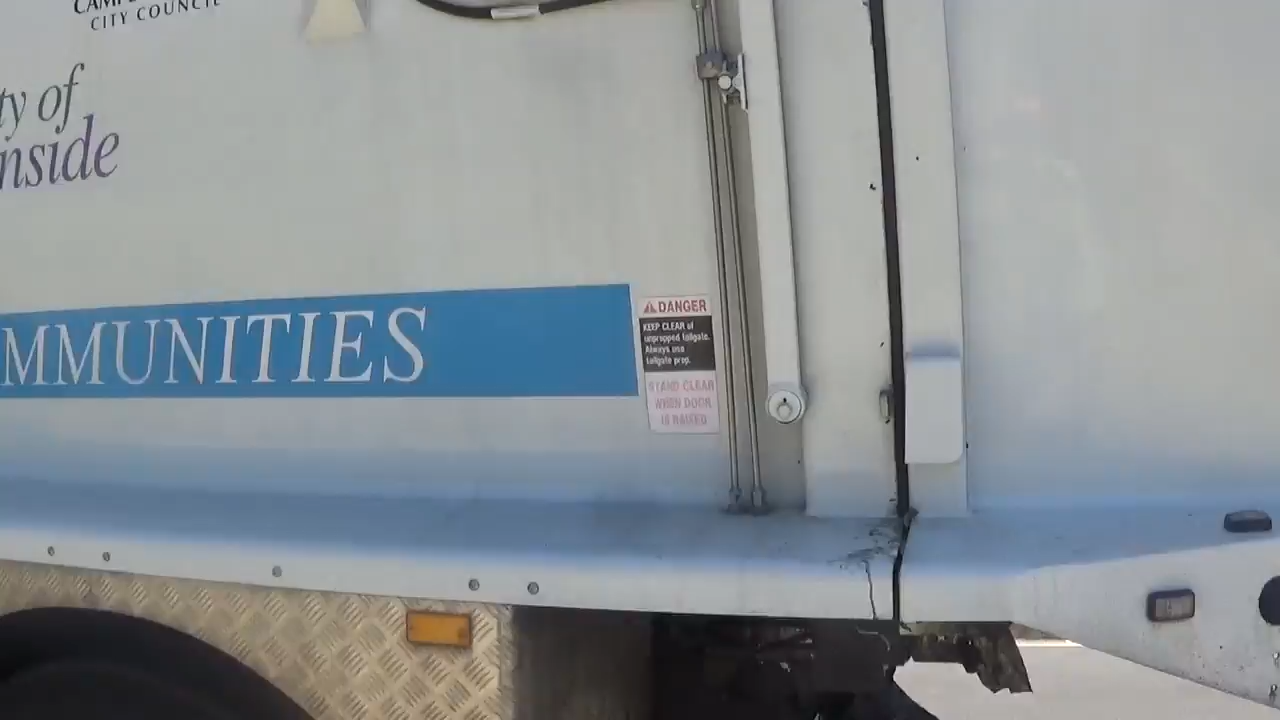 CITY COUNCIL
ty of
nside
MMUNITIES
DANGER
KEEP CLEAR of
unpropped tailgate.
Always use
tailgate prop.
STAND CLEAR
WHEN DOOR
IS RAISED